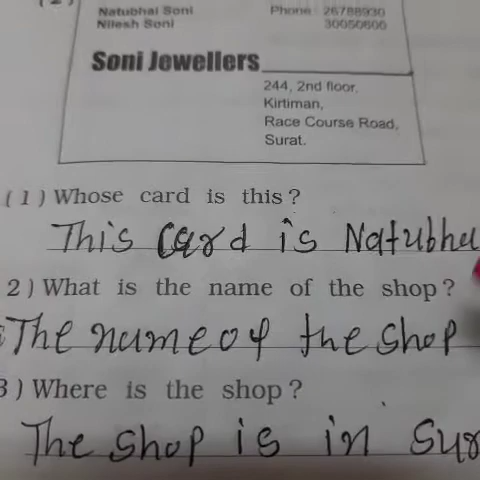 Natubhai Soni Phone : 26788930
Nilesh Soni 30050600
Soni Jewellers
244, 2nd floor,
Kirtiman,
Race Course Road,
Surat.
(1) Whose card is this?
This card is Natubha
2) What is the name of the shop?
The name of the shop
3) Where is the shop?
The shop is in Sur